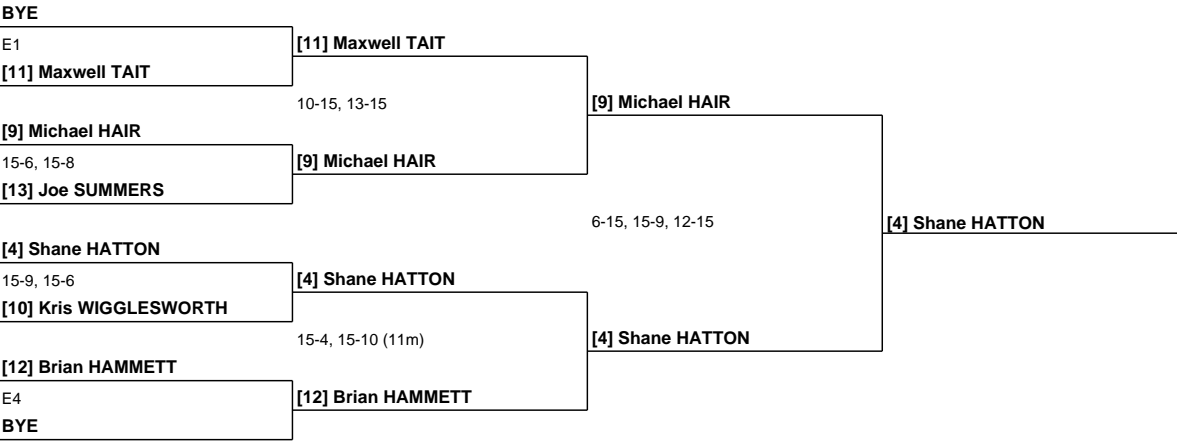 BYE
E1
[11] Maxwell TAIT
[11] Maxwell TAIT
10-15, 13-15
[9] Michael HAIR
[9] Michael HAIR
15-6, 15-8
[9] Michael HAIR
[13] Joe SUMMERS
6-15, 15-9, 12-15
[4] Shane HATTON
[4] Shane HATTON
15-9, 15-6
[4] Shane HATTON
[10] Kris WIGGLESWORTH
15-4, 15-10 (11m)
[4] Shane HATTON
[12] Brian HAMMETT
E4
[12] Brian HAMMETT
BYE